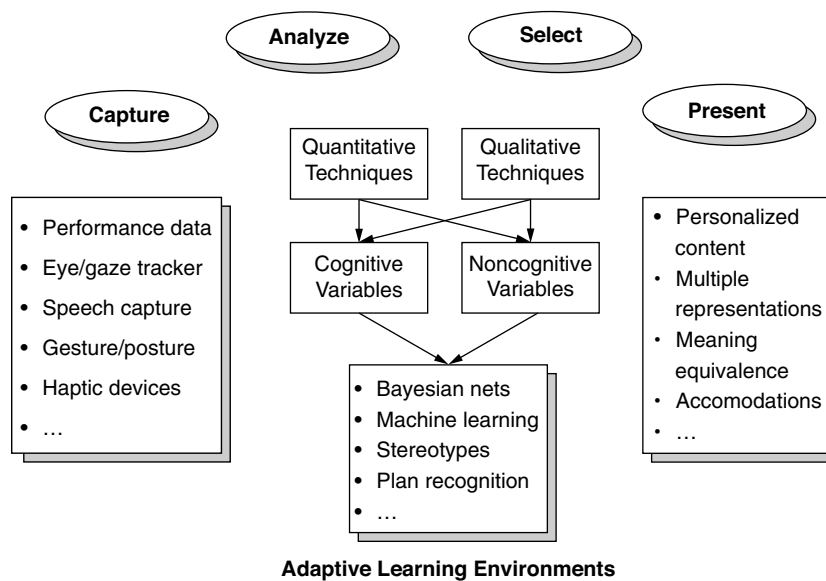 Analyze
Select
Capture
Present
Quantitative
Techniques
Qualitative
Techniques
• Performance data
• Eye/gaze tracker
• Speech capture
• Gesture/posture
• Haptic devices
• …
Cognitive
Variables
Noncognitive
Variables
• Bayesian nets
• Machine learning
• Stereotypes
• Plan recognition
• …
• Personalized
content
• Multiple
representations
• Meaning
equivalence
• Accomodations
• …
Adaptive Learning Environments